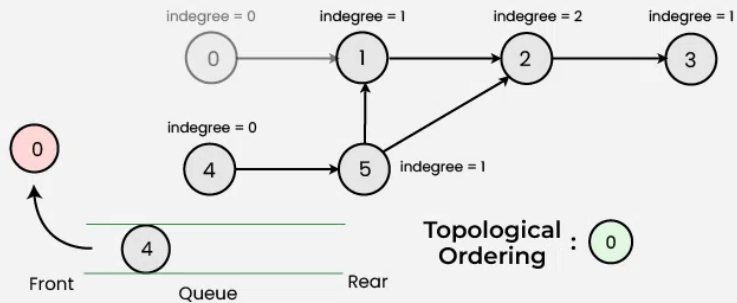 indegree = 0
indegree = 1
indegree = 2
indegree = 1
0
1
2
3
indegree = 0
0
4
5
indegree = 1
4
Topological
Ordering
:
0
Front
Queue
Rear